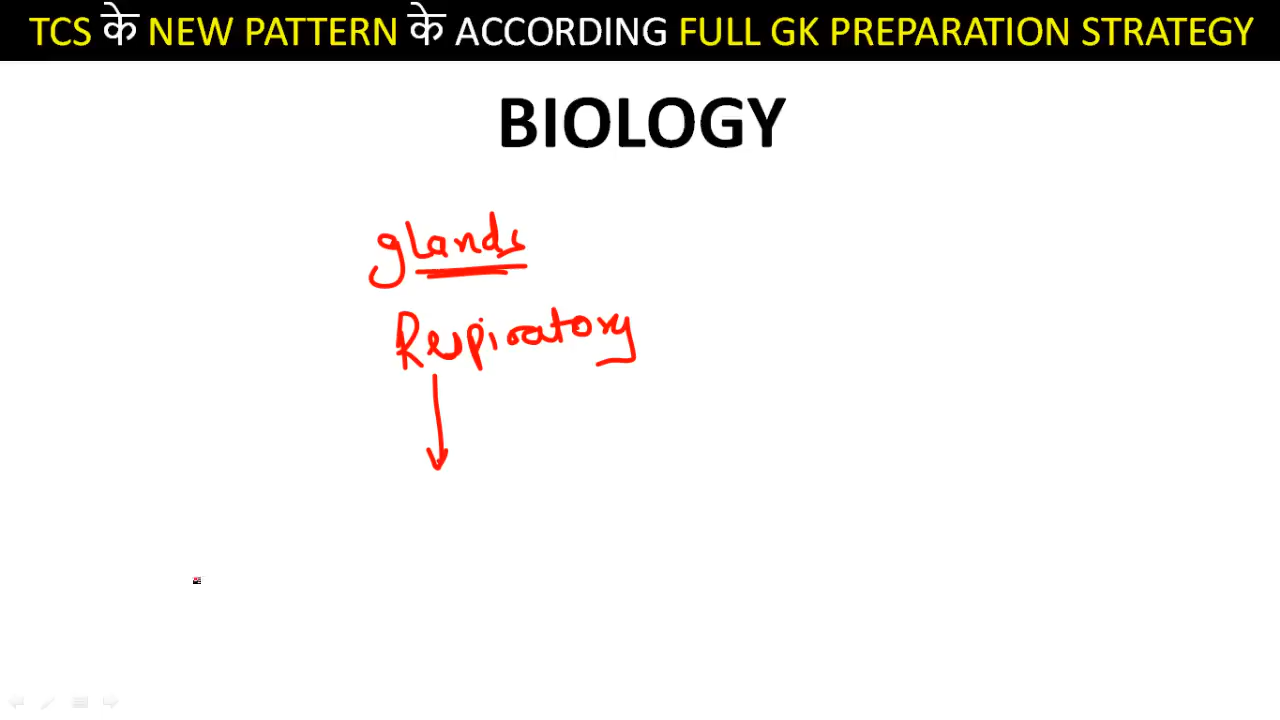 TCS के NEW PATTERN के ACCORDING FULL GK PREPARATION STRATEGY
BIOLOGY
glands
Respiratory